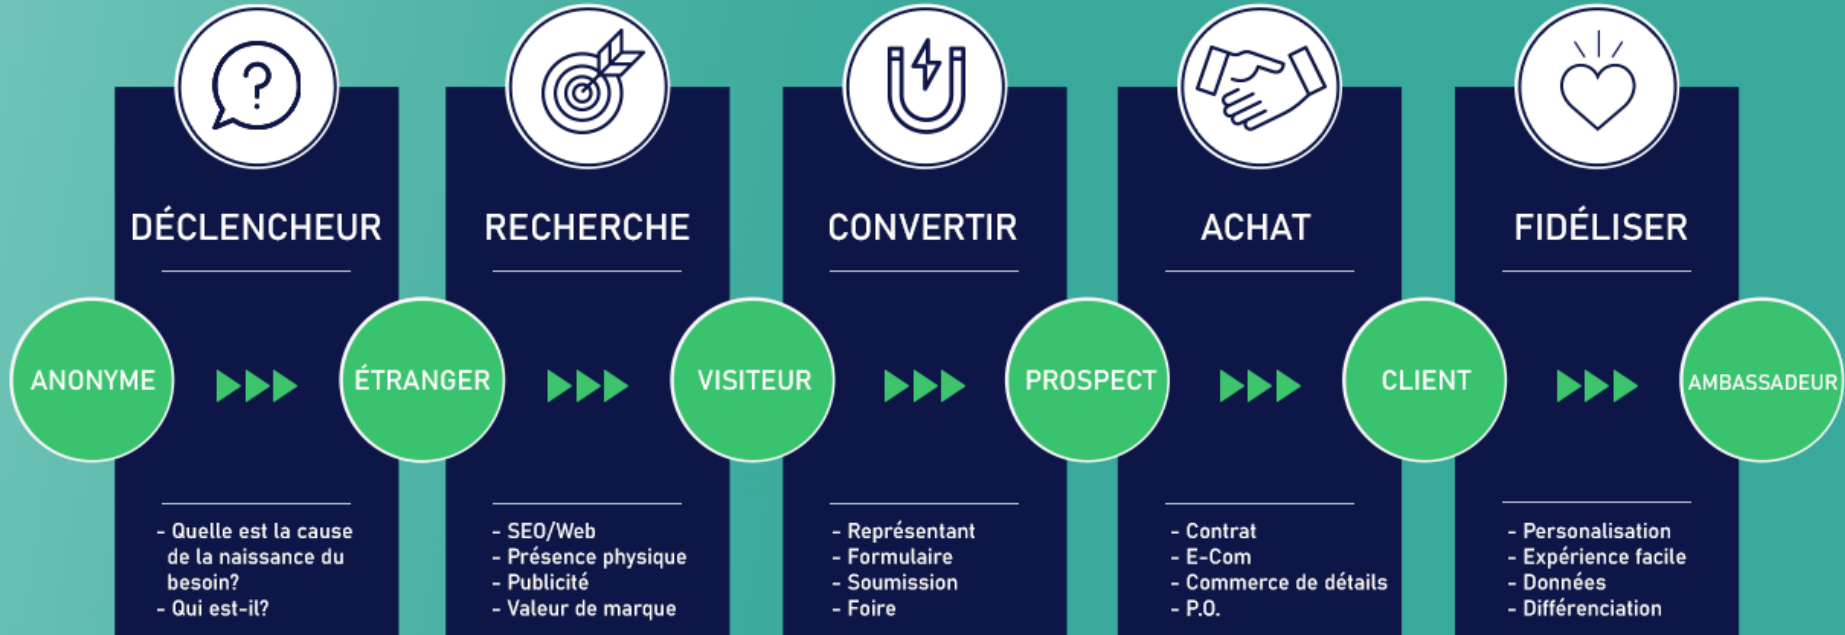 ?
DÉCLENCHEUR
RECHERCHE
CONVERTIR
ACHAT
FIDÉLISER
ANONYME
ÉTRANGER
VISITEUR
PROSPECT
CLIENT
AMBASSADEUR
- Quelle est la cause
de la naissance du
besoin?
- Qui est-il?
- SEO/Web
- Présence physique
- Publicité
- Valeur de marque
- Représentant
- Formulaire
- Soumission
- Foire
- Contrat
- E-Com
- Commerce de détails
- P.O.
- Personalisation
- Expérience facile
- Données
- Différenciation